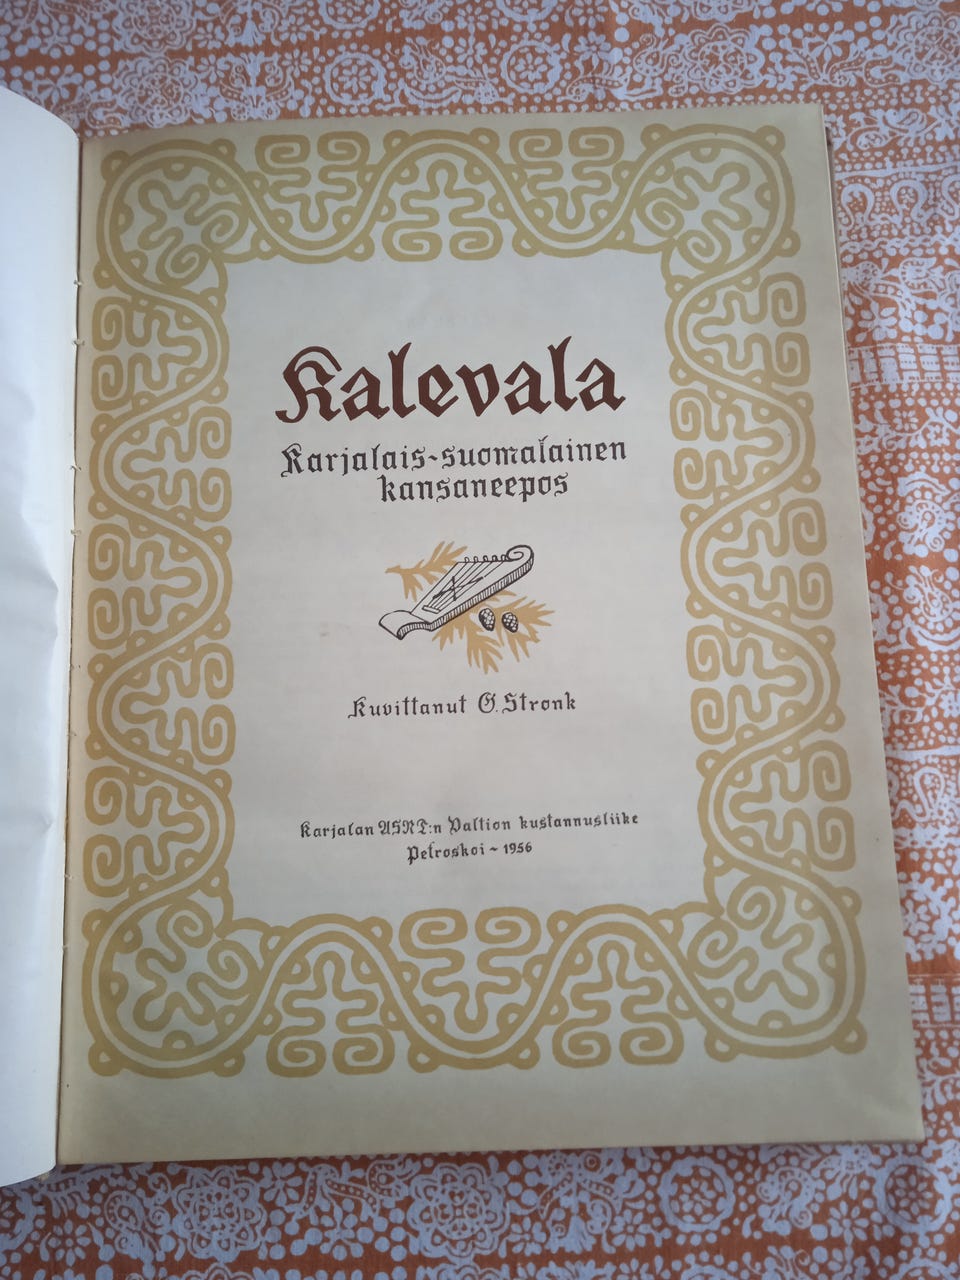 Kalevala
Karjalais-suomalainen
kansaneepos
Kuvittanut G. Stronk
Karjalan ASNT:n Valtion kustannusliike
Petroskoi ~ 1956